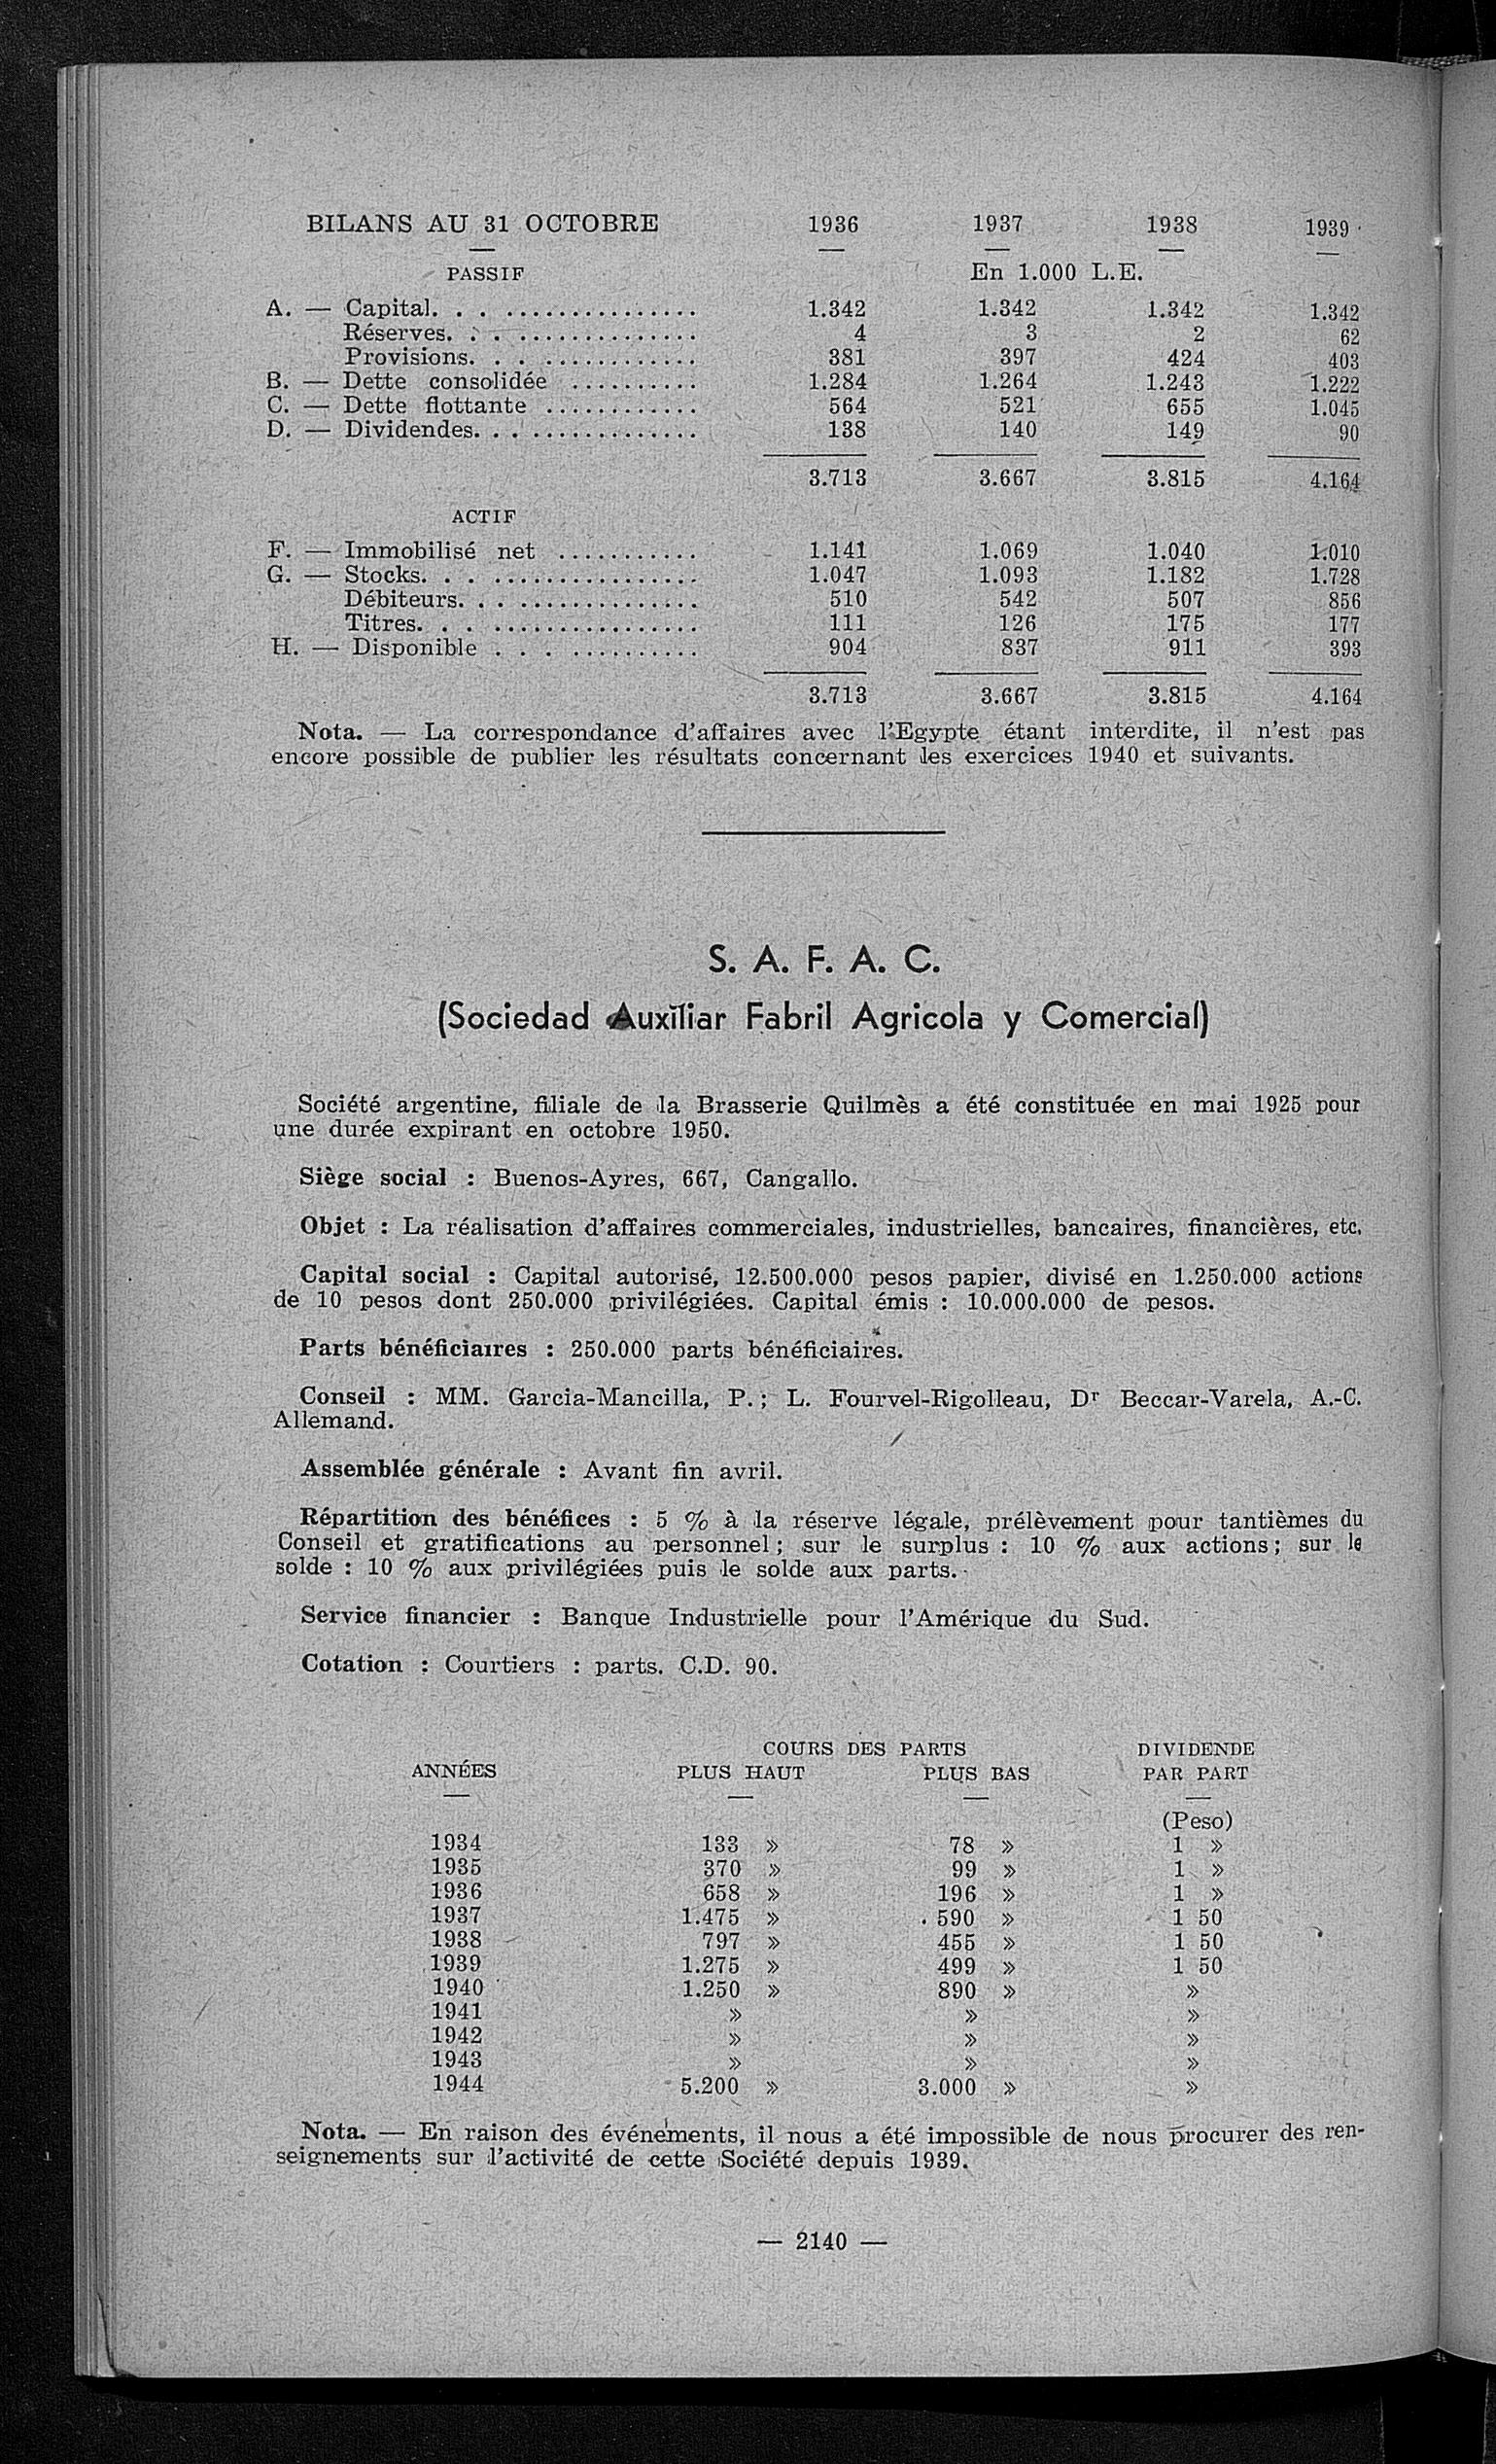 BILANS AU 31 OCTOBRE 1936 1937 1938 1939
PASSIF En 1.000 L.E.
A. — Capital. . . ............... 1.342 1.342 1.342 1.342
Réserves. . . .............. 4 3 2 62
Provisions. . . ............ 381 397 424 403
B. — Dette consolidée .......... 1.284 1.264 1.243 1.222
C. — Dette flottante ............ 564 521 655 1.045
D. — Dividendes. . . ............. 138 140 149 90
3.713 3.667 3.815 4.164
ACTIF
F. — Immobilisé net ........... 1.141 1.069 1.040 1.010
G. — Stocks. . . ................ 1.047 1.093 1.182 1.728
Débiteurs. . . .............. 510 542 507 856
Titres. . . ................ 111 126 175 177
H. — Disponible . . . .......... 904 837 911 393
3.713 3.667 3.815 4.164
Nota. — La correspondance d'affaires avec l'Egypte étant interdite, il n'est pas
encore possible de publier les résultats concernant les exercices 1940 et suivants.
S. A. F. A. C.
(Sociedad Auxiliar Fabril Agricola y Comercial)
Société argentine, filiale de la Brasserie Quilmès a été constituée en mai 1925 pour
une durée expirant en octobre 1950.
Siège social : Buenos-Ayres, 667, Cangallo.
Objet : La réalisation d'affaires commerciales, industrielles, bancaires, financières, etc.
Capital social : Capital autorisé, 12.500.000 pesos papier, divisé en 1.250.000 actions
de 10 pesos dont 250.000 privilégiées. Capital émis : 10.000.000 de pesos.
Parts bénéficiaires : 250.000 parts bénéficiaires.
Conseil : MM. Garcia-Mancilla, P.; L. Fourvel-Rigolleau, Dr Beccar-Varela, A.-C.
Allemand.
Assemblée générale : Avant fin avril.
Répartition des bénéfices : 5 % à la réserve légale, prélèvement pour tantièmes du
Conseil et gratifications au personnel; sur le surplus : 10 % aux actions; sur le
solde : 10 % aux privilégiées puis le solde aux parts.
Service financier : Banque Industrielle pour l'Amérique du Sud.
Cotation : Courtiers : parts. C.D. 90.
COURS DES PARTS DIVIDENDE
ANNÉES PLUS HAUT PLUS BAS PAR PART
(Peso)
1934 133 » 78 » 1 »
1935 370 » 99 » 1 »
1936 658 » 196 » 1 »
1937 1.475 » 590 » 1 50
1938 797 » 455 » 1 50
1939 1.275 » 499 » 1 50
1940 1.250 » 890 » »
1941 » » »
1942 » » »
1943 » » »
1944 5.200 » 3.000 » »
Nota. — En raison des événements, il nous a été impossible de nous procurer des ren-
seignements sur l'activité de cette Société depuis 1939.
— 2140 —